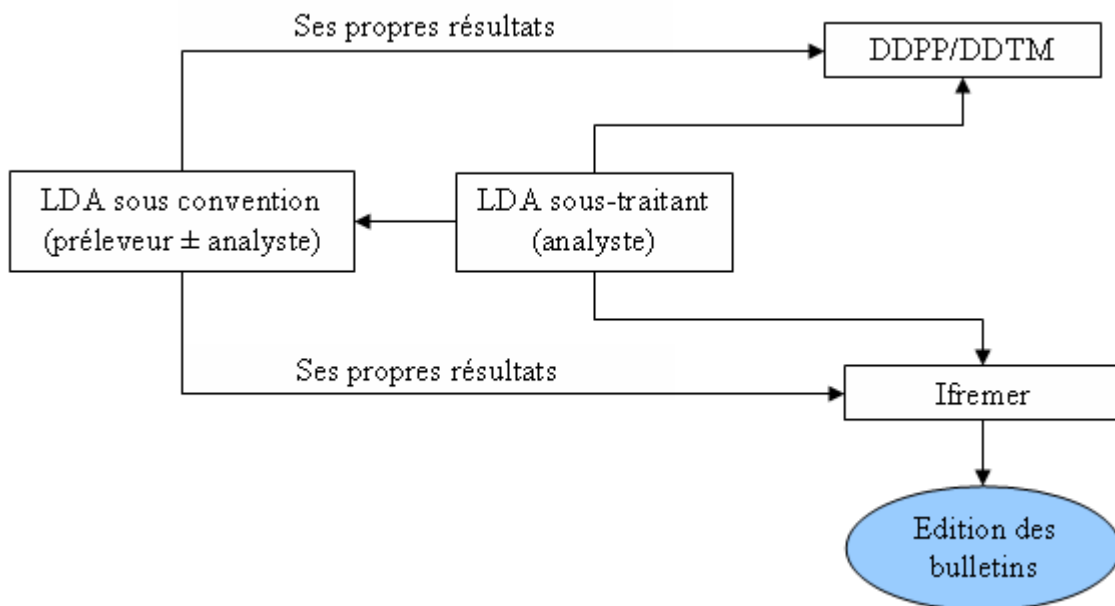 Ses propres résultats
DDPP/DDTM
LDA sous convention
(préleveur ± analyste)
LDA sous-traitant
(analyste)
Ses propres résultats
Ifremer
Edition des
bulletins